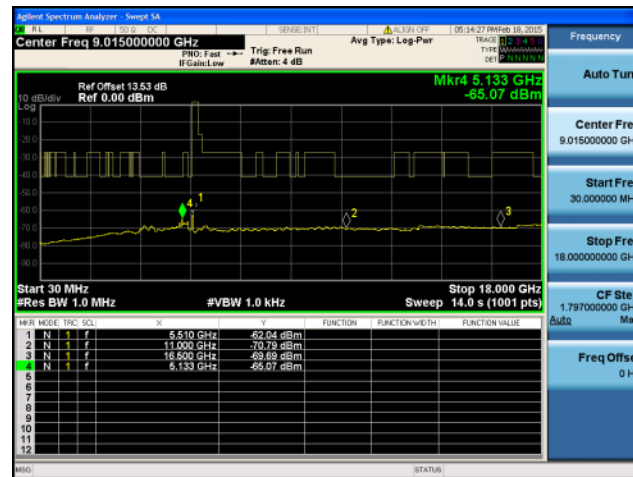 Agilent Spectrum Analyzer - Swept SA
RL RF 50 Ω DC SENSE:INT ALIGN OFF 05:14:27 PM Feb 18, 2015
Center Freq 9.015000000 GHz
PNO: Fast
IFGain:Low
Trig: Free Run
#Atten: 4 dB
Avg Type: Log-Pwr
TRACE 1 2 3 4 5 6
TYPE
DET P N N N N N
Ref Offset 13.53 dB
10 dB/div Ref 0.00 dBm
Log
Mkr4 5.133 GHz
-65.07 dBm
-10.0
-20.0
-30.0
-40.0
-50.0
-60.0
-70.0
-80.0
-90.0
4 1 2 3
Start 30 MHz Stop 18.000 GHz
#Res BW 1.0 MHz #VBW 1.0 kHz Sweep 14.0 s (1001 pts)
MKR MODE TRC SCL X Y FUNCTION FUNCTION WIDTH FUNCTION VALUE
1 N 1 f 5.510 GHz -62.04 dBm
2 N 1 f 11.000 GHz -70.79 dBm
3 N 1 f 16.500 GHz -69.69 dBm
4 N 1 f 5.133 GHz -65.07 dBm
5
6
7
8
9
10
11
12
MSG STATUS
Frequency
Auto Tun
Center Fre
9.015000000 GH
Start Fre
30.000000 MH
Stop Fre
18.000000000 GH
CF Ste
1.797000000 GH
Auto Ma
Freq Offse
0 H